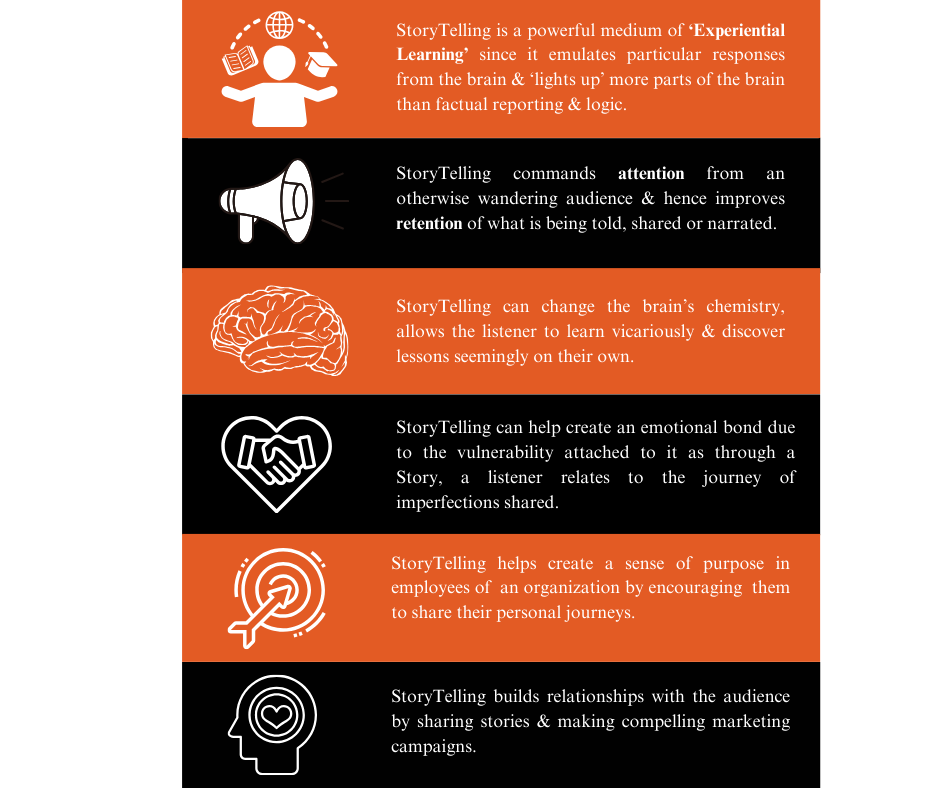 StoryTelling is a powerful medium of ‘Experiential
Learning’ since it emulates particular responses
from the brain & ‘lights up’ more parts of the brain
than factual reporting & logic.
StoryTelling commands attention from an
otherwise wandering audience & hence improves
retention of what is being told, shared or narrated.
StoryTelling can change the brain’s chemistry,
allows the listener to learn vicariously & discover
lessons seemingly on their own.
StoryTelling can help create an emotional bond due
to the vulnerability attached to it as through a
Story, a listener relates to the journey of
imperfections shared.
StoryTelling helps create a sense of purpose in
employees of an organization by encouraging them
to share their personal journeys.
StoryTelling builds relationships with the audience
by sharing stories & making compelling marketing
campaigns.